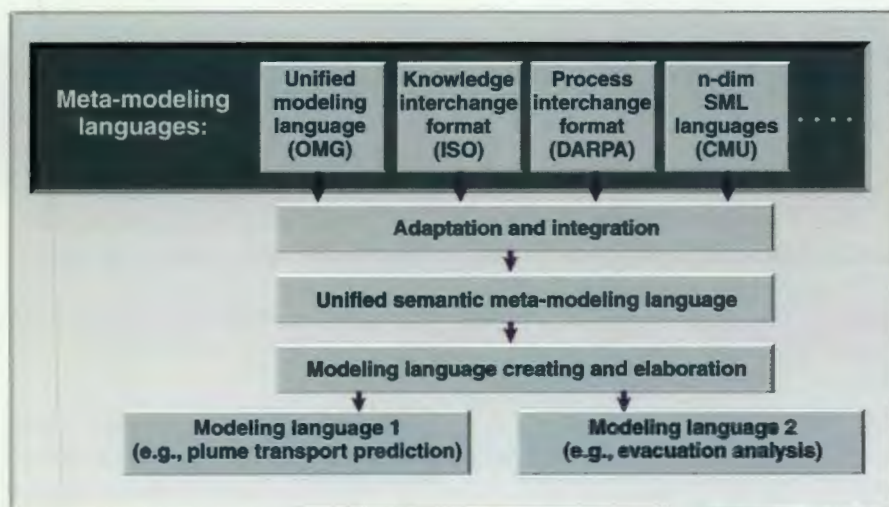 Meta-modeling
languages:
Unified
modeling
language
(OMG)
Knowledge
interchange
format
(ISO)
Process
interchange
format
(DARPA)
n-dim
SML
languages
(CMU)
. . . .
Adaptation and integration
Unified semantic meta-modeling language
Modeling language creating and elaboration
Modeling language 1
(e.g., plume transport prediction)
Modeling language 2
(e.g., evacuation analysis)